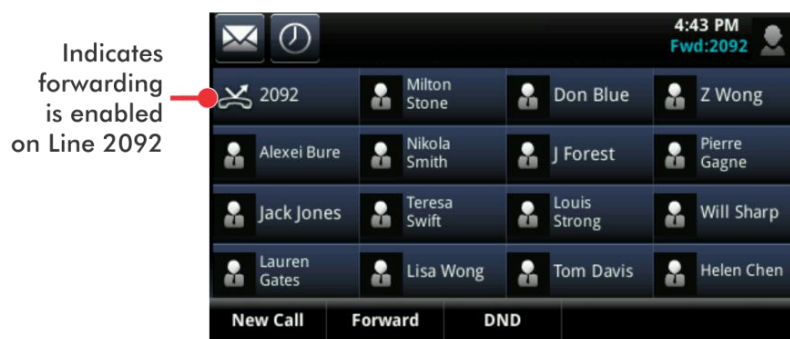 Indicates
forwarding
is enabled
on Line 2092
4:43 PM
Fwd:2092
2092
Milton
Stone
Don Blue
Z Wong
Alexei Bure
Nikola
Smith
J Forest
Pierre
Gagne
Jack Jones
Teresa
Swift
Louis
Strong
Will Sharp
Lauren
Gates
Lisa Wong
Tom Davis
Helen Chen
New Call
Forward
DND